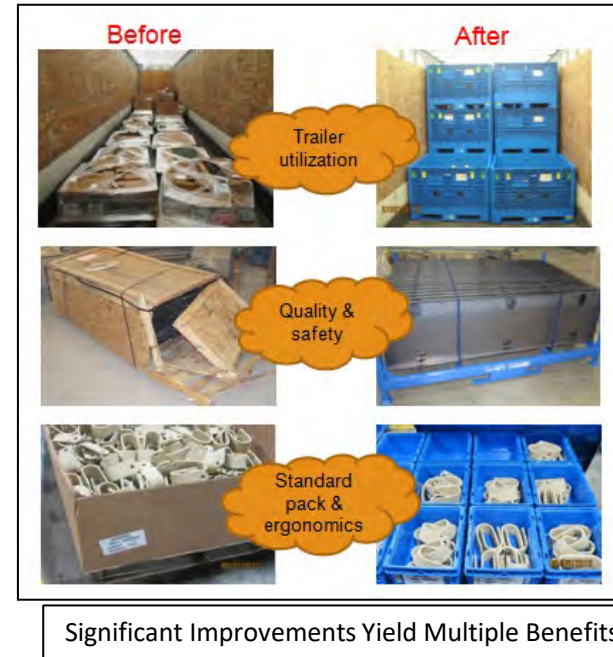 Before
After
Trailer
utilization
Quality &
safety
Standard
pack &
ergonomics
Significant Improvements Yield Multiple Benefits